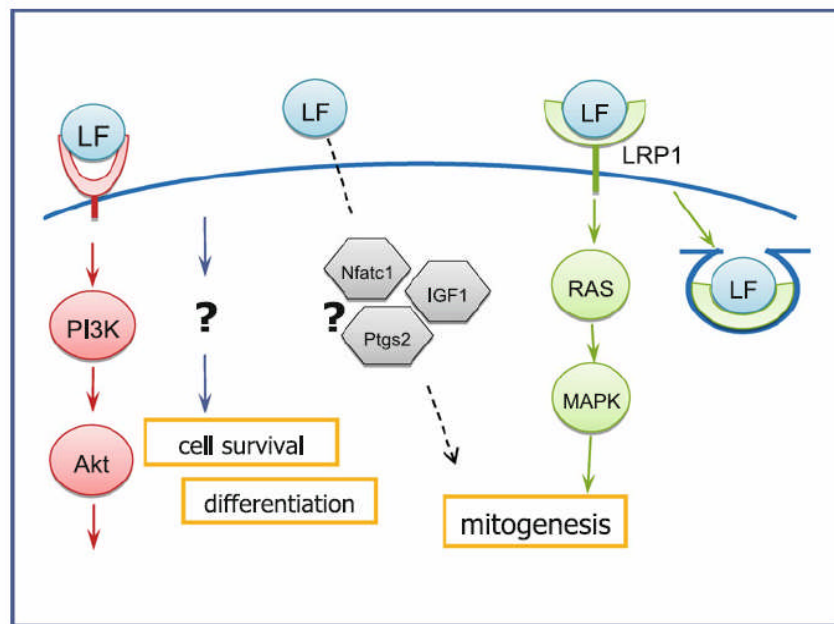 LF
LF
LF
LRP1
Nfatc1
IGF1
?
?
Ptgs2
PI3K
RAS
LF
MAPK
cell survival
Akt
differentiation
mitogenesis